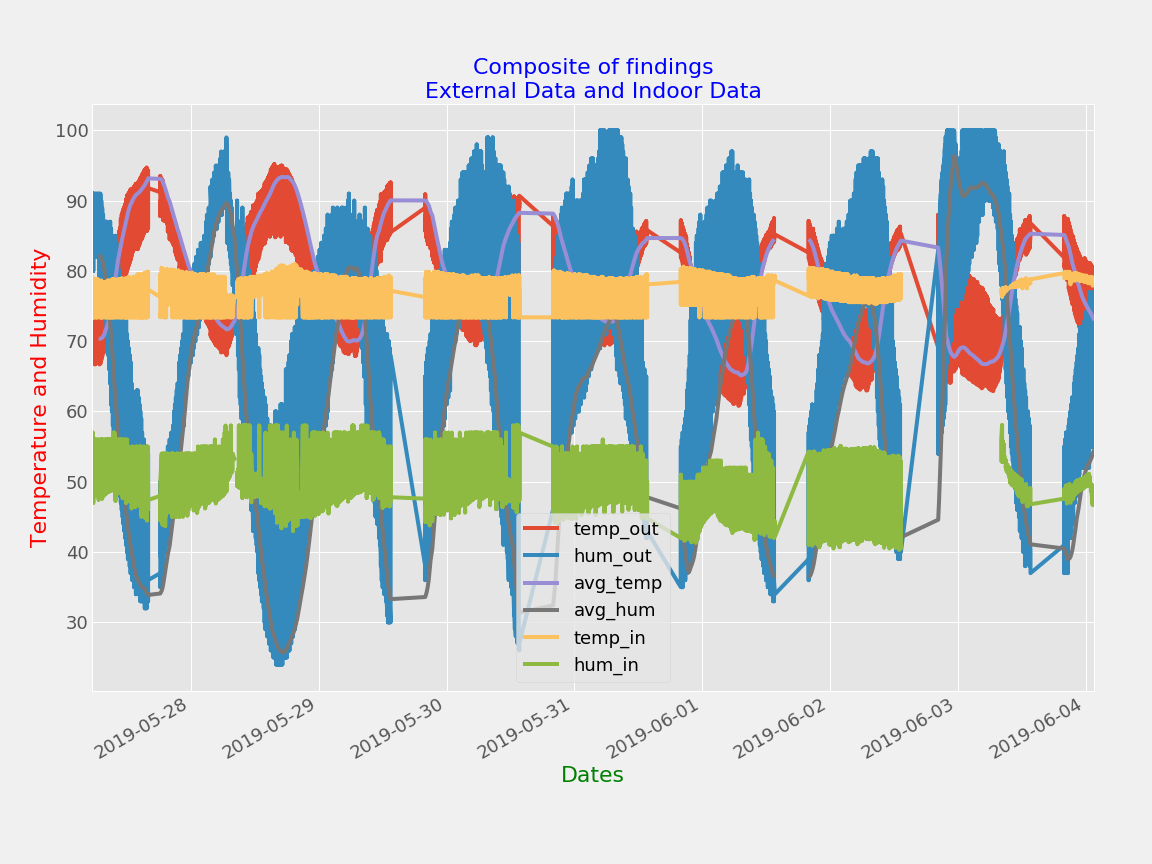 Composite of findings
External Data and Indoor Data
Temperature and Humidity
100
90
80
70
60
50
40
30
temp_out
hum_out
avg_temp
avg_hum
temp_in
hum_in
2019-05-28
2019-05-29
2019-05-30
2019-05-31
2019-06-01
2019-06-02
2019-06-03
2019-06-04
Dates